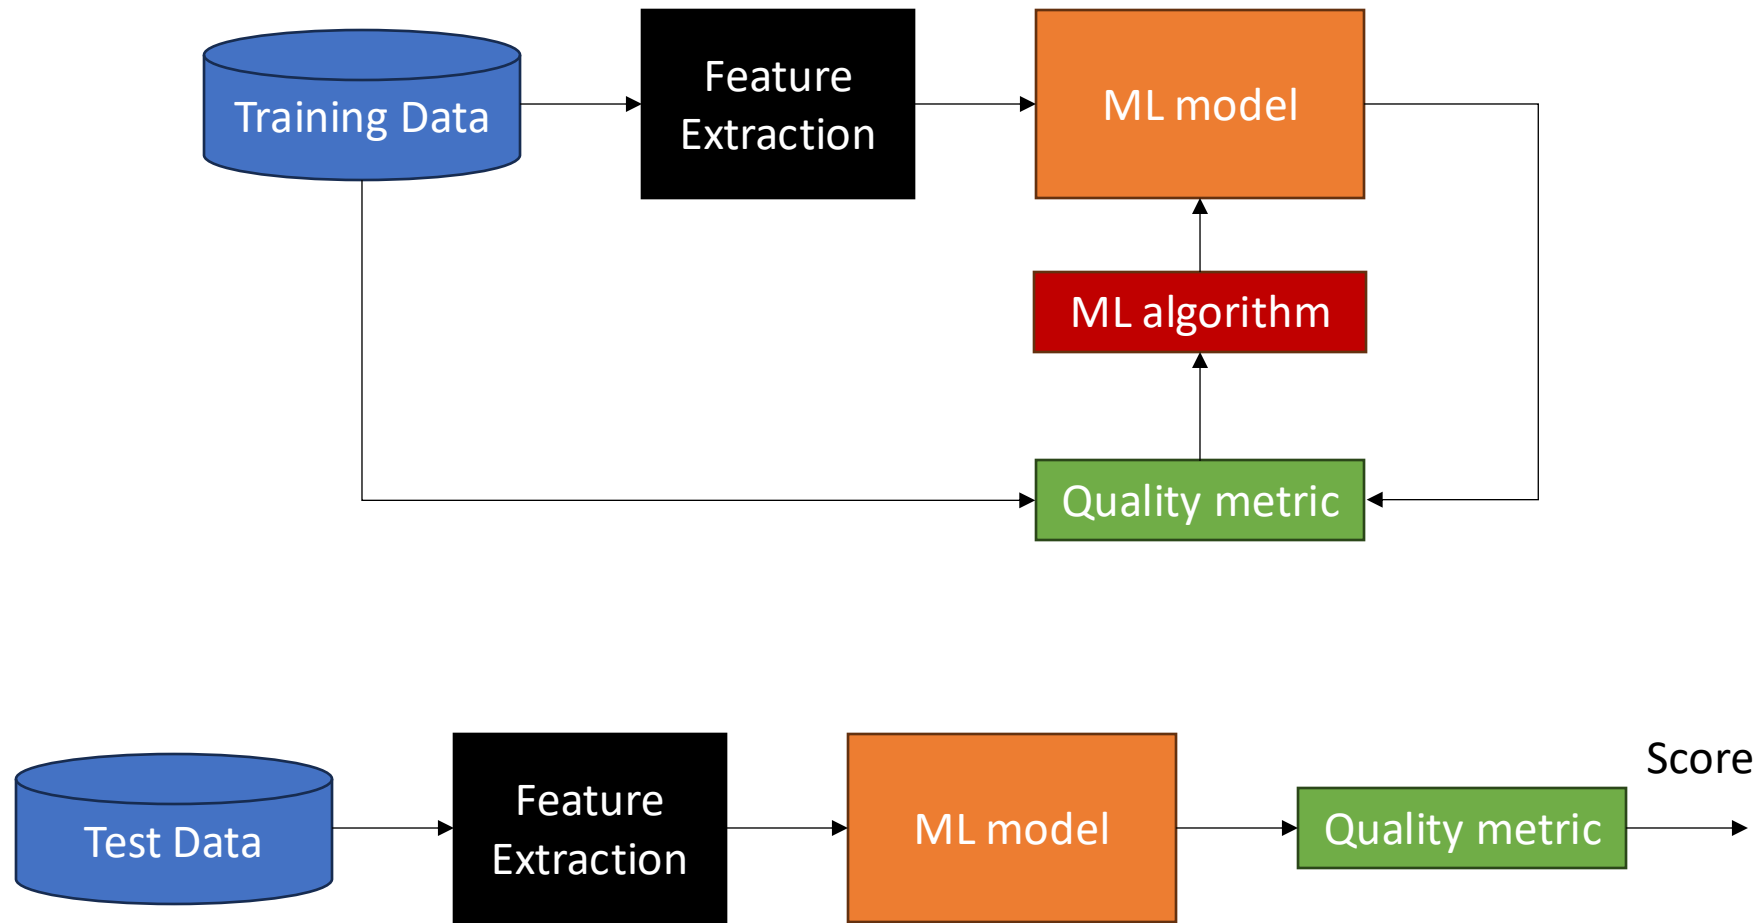 Training Data
Feature
Extraction
ML model
ML algorithm
Quality metric
Test Data
Feature
Extraction
ML model
Quality metric
Score